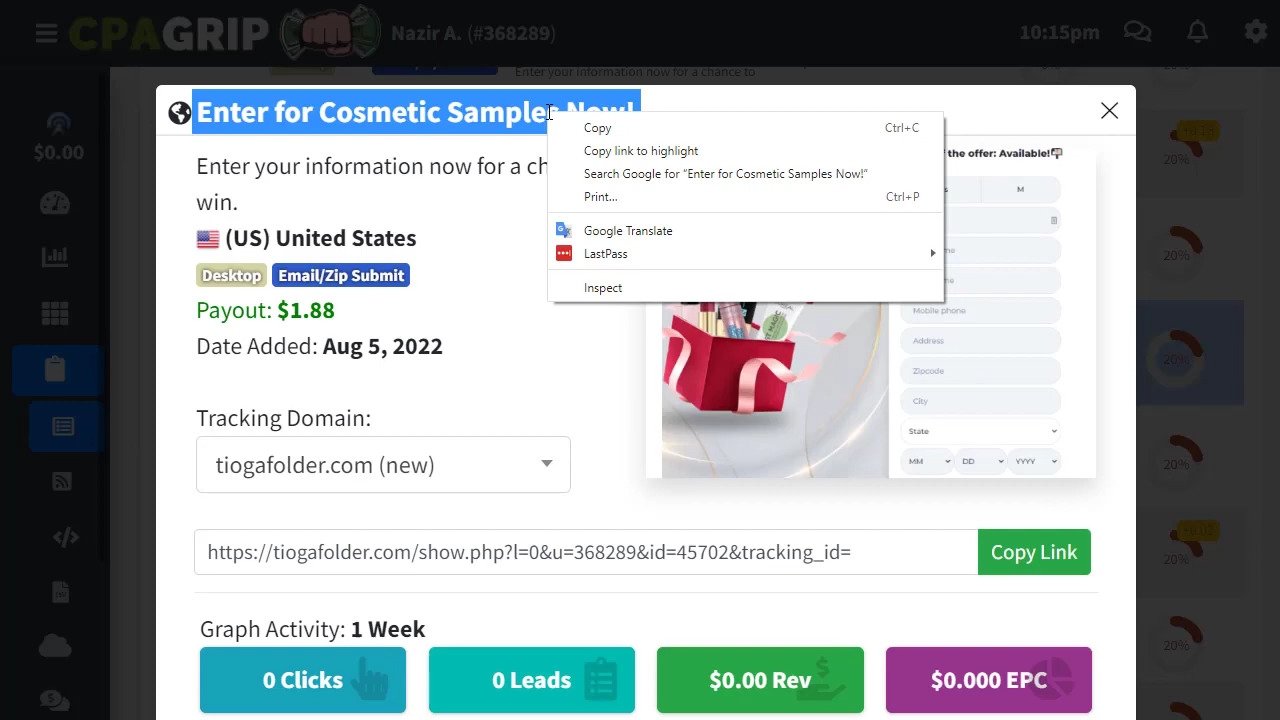 CPAGRIP
Nazir A. (#368289)
10:15pm
Enter your information now for a chance to
$0.00
Enter for Cosmetic Samples Now!
Enter your information now for a ch
win.
(US) United States
Desktop
Email/Zip Submit
Payout: $1.88
Date Added: Aug 5, 2022
Copy Ctrl+C
Copy link to highlight
Search Google for “Enter for Cosmetic Samples Now!”
Print... Ctrl+P
Google Translate
LastPass
Inspect
the offer: Available!
M
Mobile phone
Address
Zipcode
City
State
MM DD YYYY
MAGIC
Tracking Domain:
tiogafolder.com (new)
https://tiogafolder.com/show.php?l=0&u=368289&id=45702&tracking_id=
Copy Link
Graph Activity: 1 Week
0 Clicks
0 Leads
$0.00 Rev
$0.000 EPC
20%
20%
20%
20%
20%
20%